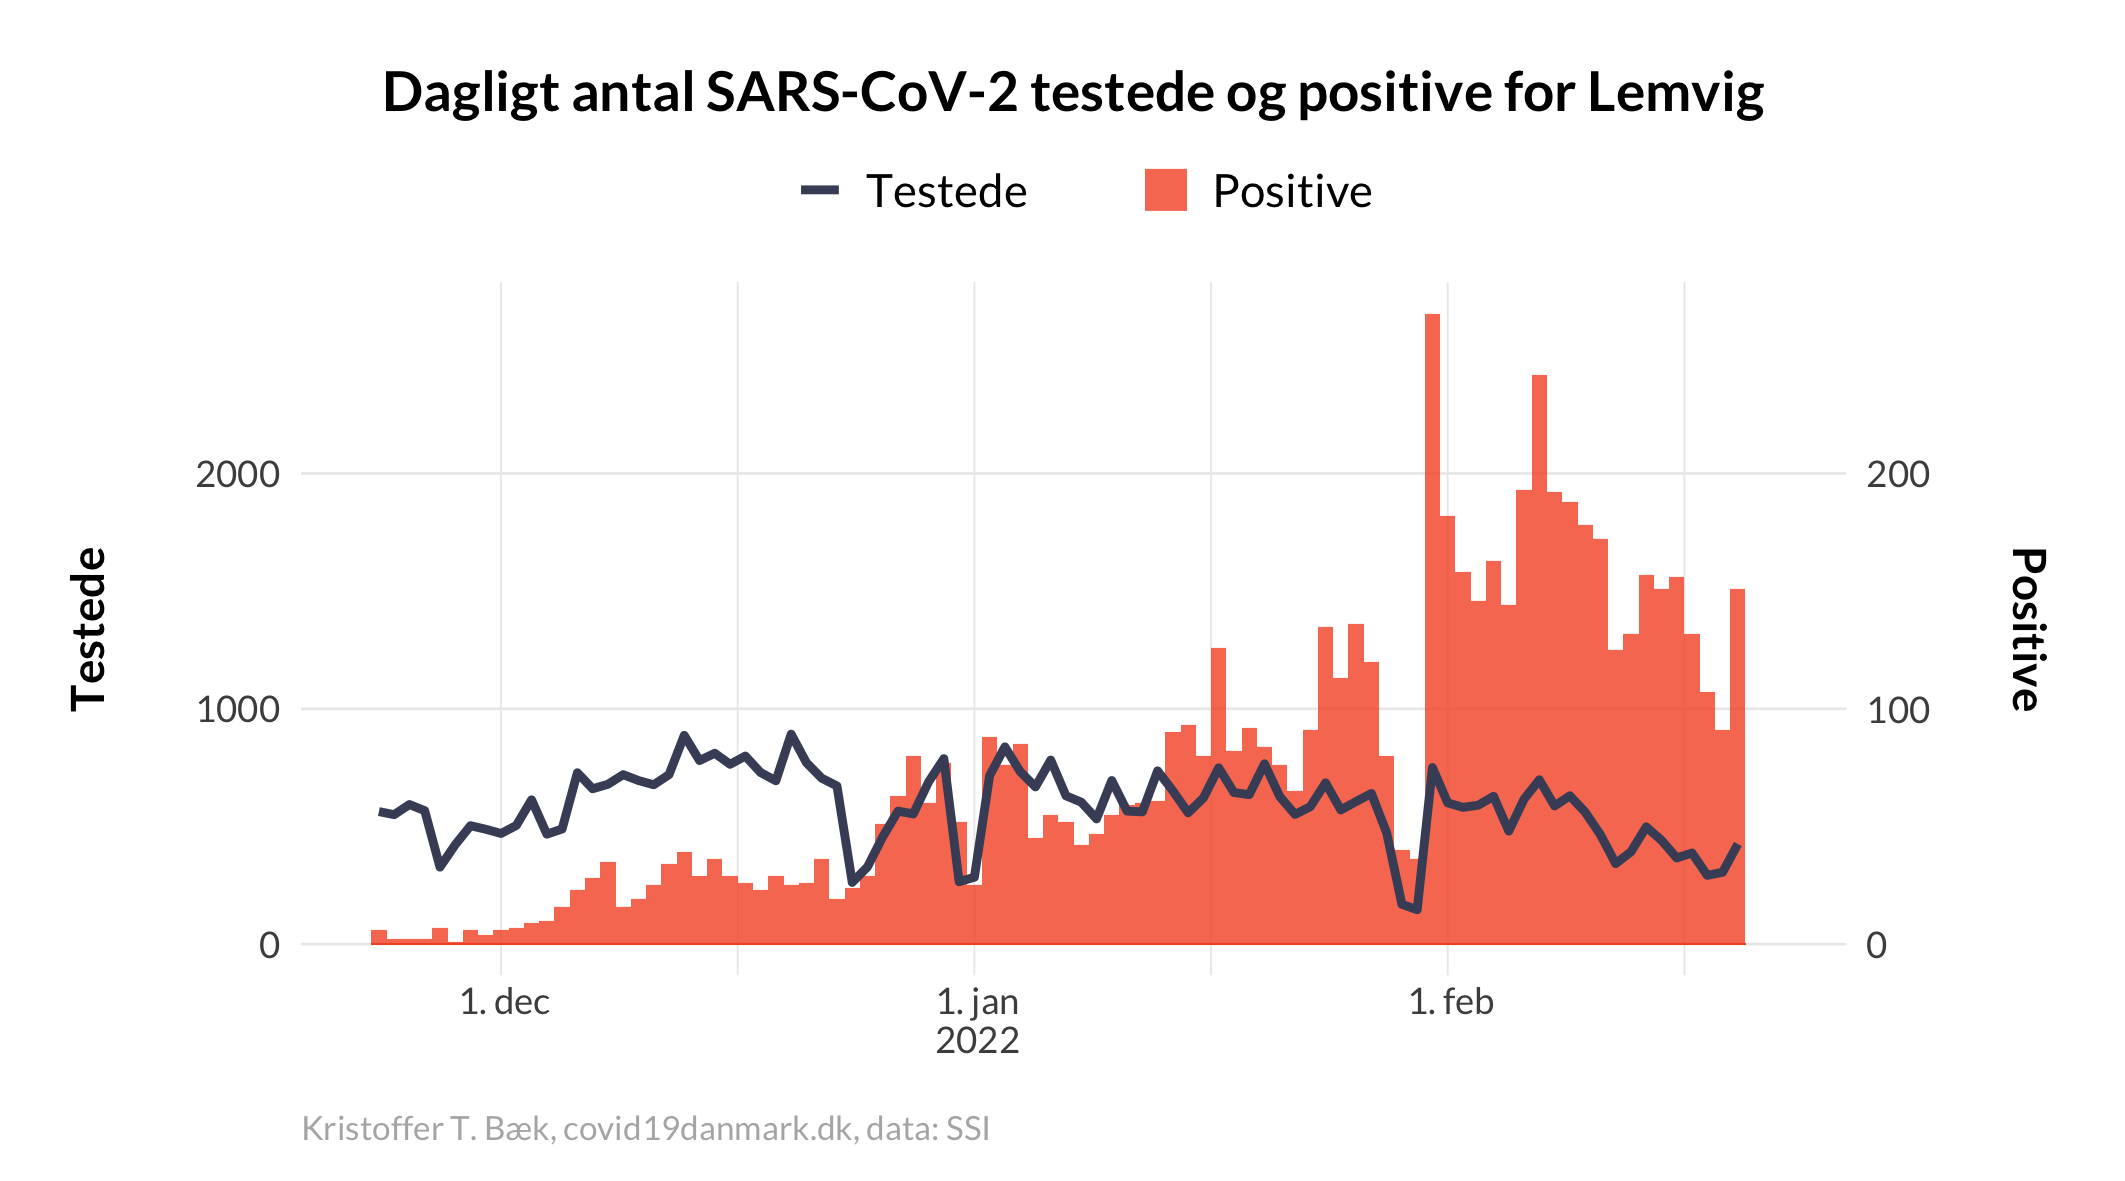 Dagligt antal SARS-CoV-2 testede og positive for Lemvig
Testede
Positive
2000
1000
0
200
100
0
Testede
Positive
1. dec
1. jan
2022
1. feb
Kristoffer T. Bæk, covid19danmark.dk, data: SSI